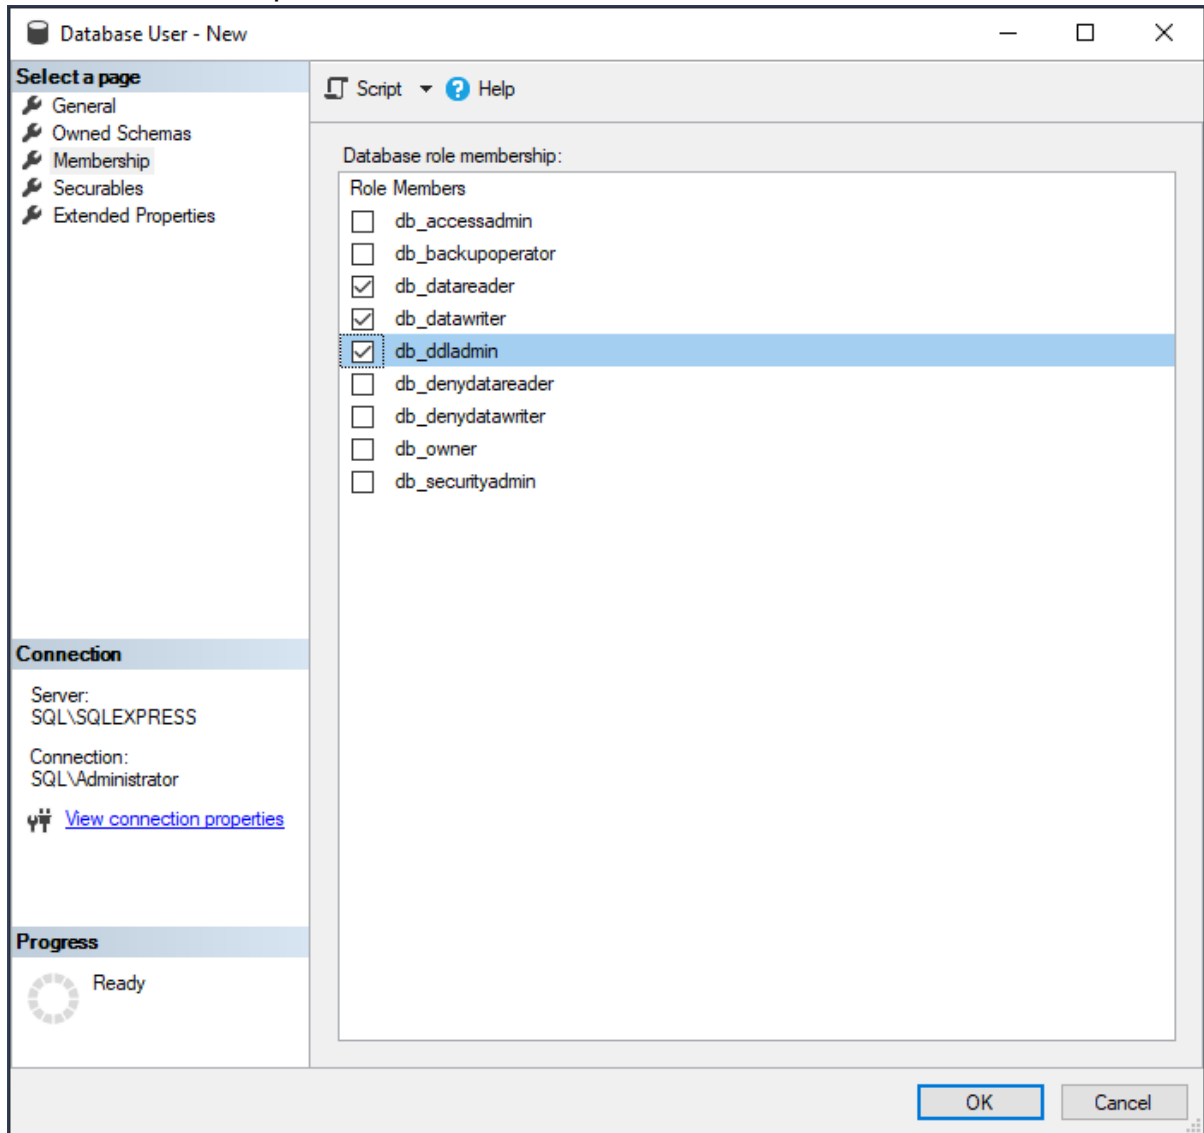 Database User - New
Select a page
General
Owned Schemas
Membership
Securables
Extended Properties
Script
Help
Database role membership:
Role Members
db_accessadmin
db_backupoperator
db_datareader
db_datawriter
db_ddladmin
db_denydatareader
db_denydatawriter
db_owner
db_securityadmin
Connection
Server:
SQL\SQLEXPRESS
Connection:
SQL\Administrator
View connection properties
Progress
Ready
OK
Cancel